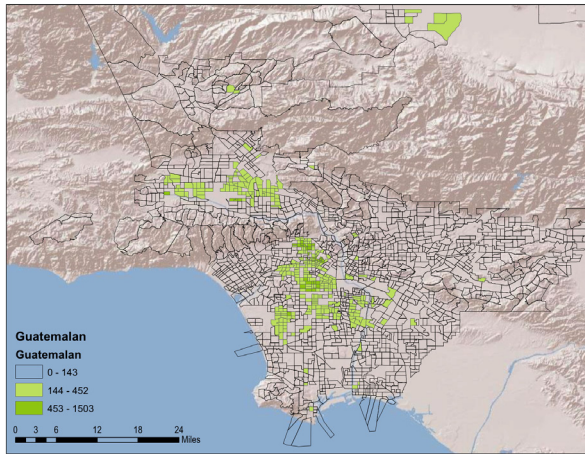 Guatemalan
Guatemalan
0 - 143
144 - 452
453 - 1503
0 3 6 12 18 24
Miles